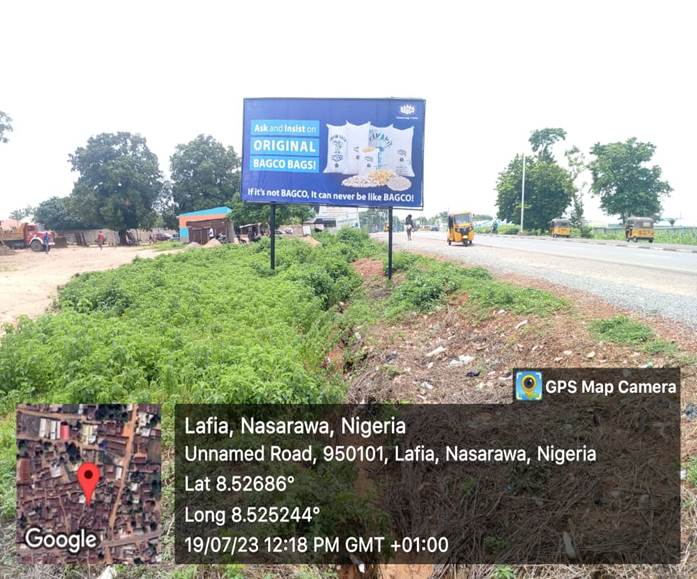 BAGCO
Ask and Insist on
ORIGINAL
BAGCO BAGS!
If it's not BAGCO, It can never be like BAGCO!
GPS Map Camera
Lafia, Nasarawa, Nigeria
Unnamed Road, 950101, Lafia, Nasarawa, Nigeria
Lat 8.52686°
Long 8.525244°
19/07/23 12:18 PM GMT +01:00
Google